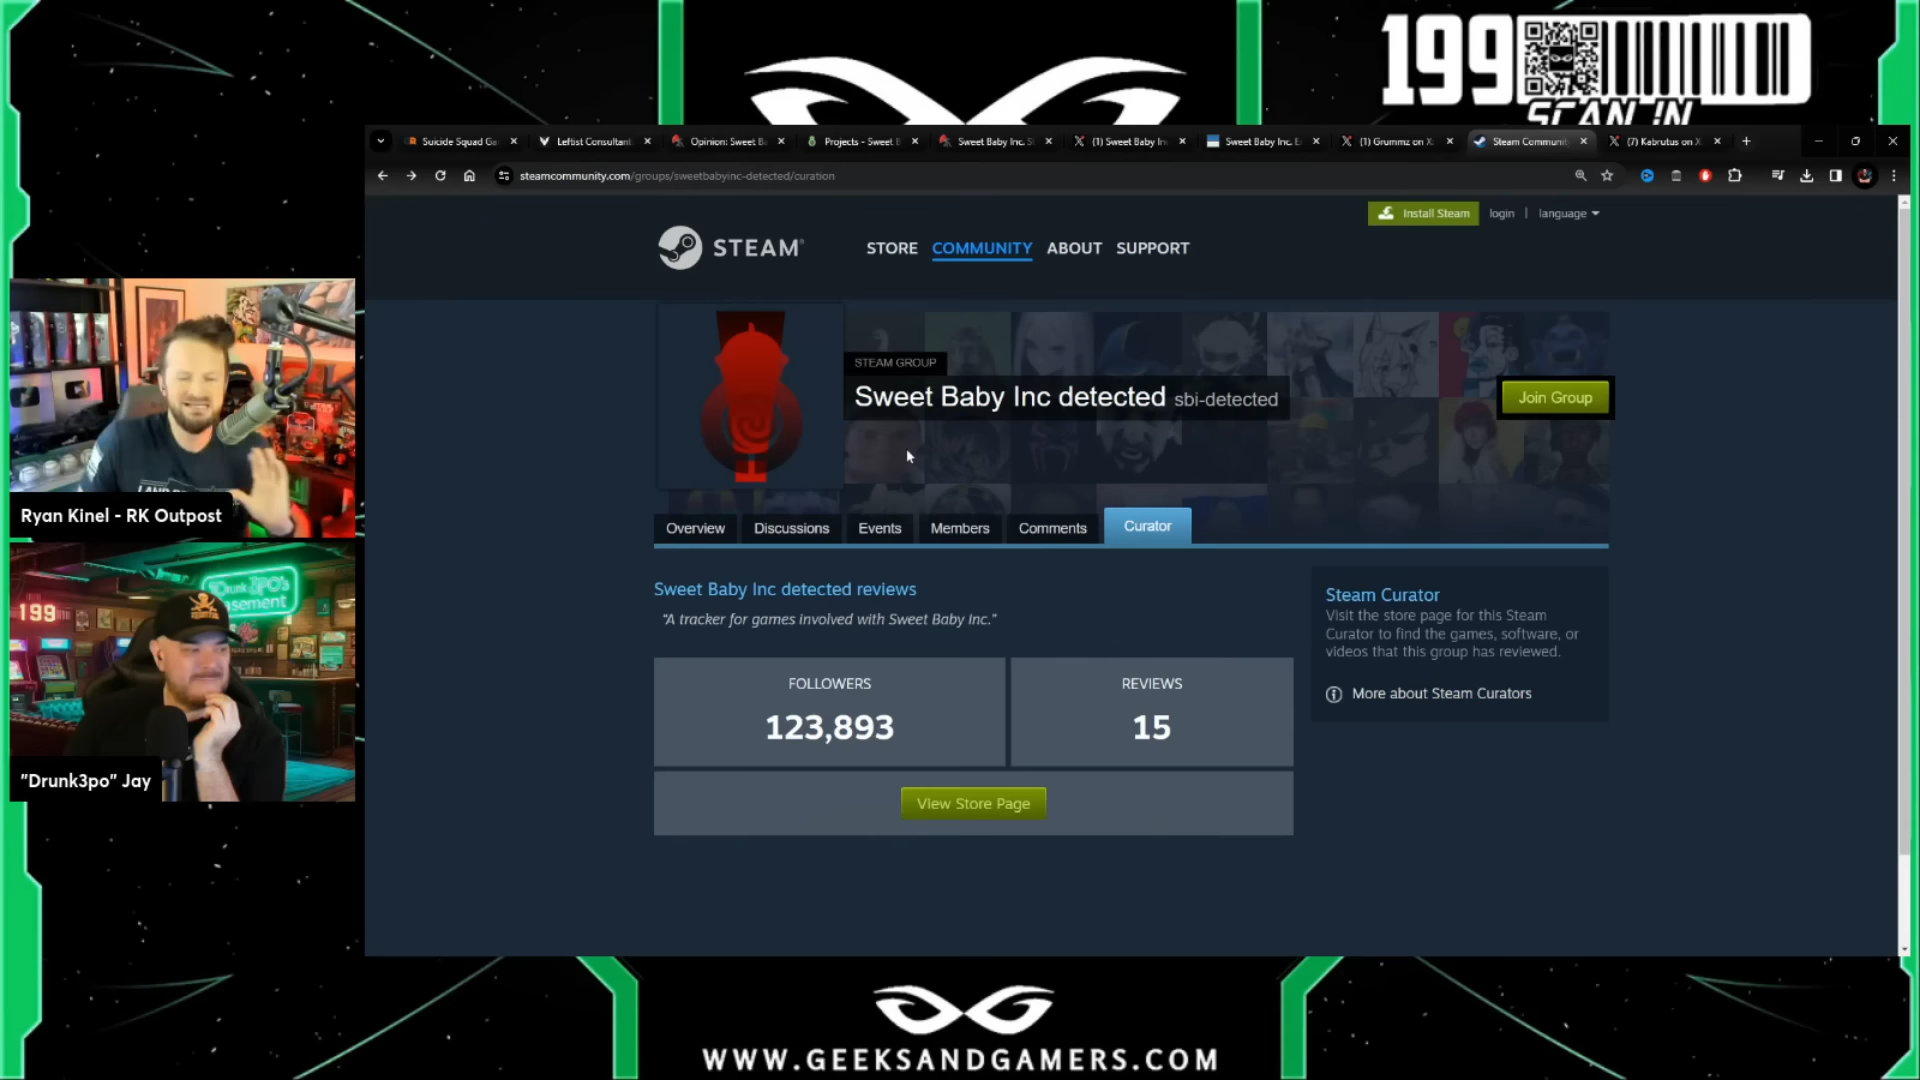 199
SCAN IN
Suicide Squad Ga
Leftist Consultant
Opinion: Sweet Ba
Projects - Sweet B
Sweet Baby Inc. S
(1) Sweet Baby In
Sweet Baby Inc. E
(1) Grummz on X
Steam Communit
(7) Kabrutus on X
steamcommunity.com/groups/sweetbabyinc-detected/curation
Install Steam
login | language
STEAM
STORE COMMUNITY ABOUT SUPPORT
STEAM GROUP
Sweet Baby Inc detected sbi-detected
Join Group
Ryan Kinel - RK Outpost
Overview Discussions Events Members Comments Curator
Sweet Baby Inc detected reviews
"A tracker for games involved with Sweet Baby Inc."
FOLLOWERS
123,893
REVIEWS
15
View Store Page
Steam Curator
Visit the store page for this Steam
Curator to find the games, software, or
videos that this group has reviewed.
More about Steam Curators
Drunk 3PO's
asement
199
"Drunk3po" Jay
WWW.GEEKSANDGAMERS.COM